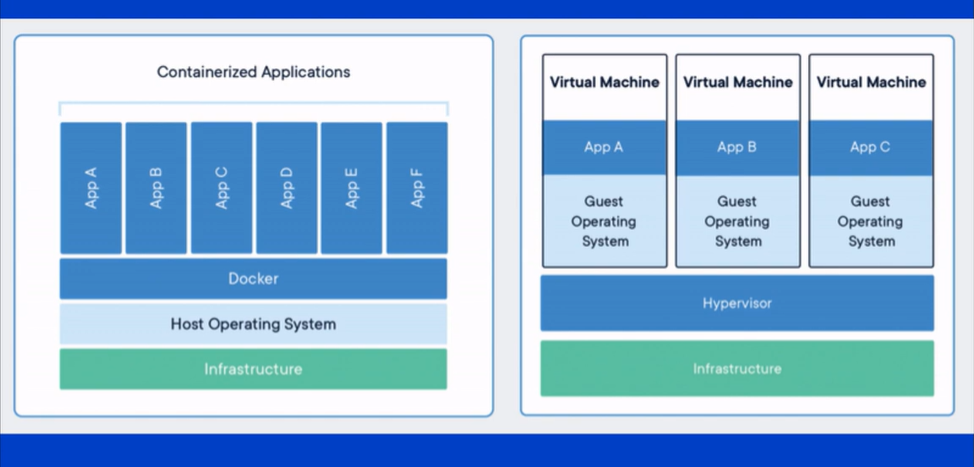 Containerized Applications
App A
App B
App C
App D
App E
App F
Docker
Host Operating System
Infrastructure
Virtual Machine
App A
Guest
Operating
System
Virtual Machine
App B
Guest
Operating
System
Virtual Machine
App C
Guest
Operating
System
Hypervisor
Infrastructure